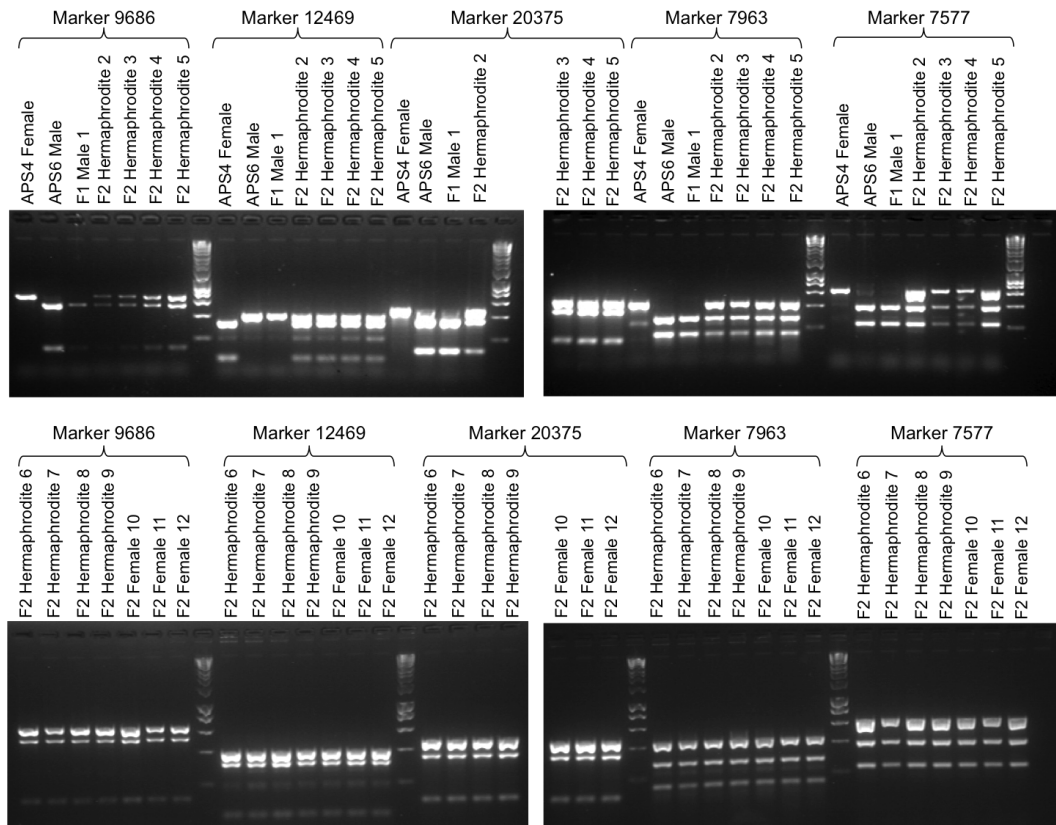 Marker 9686
Marker 12469
Marker 20375
Marker 7963
Marker 7577
APS4 Female
APS6 Male
F1 Male 1
F2 Hermaphrodite 2
F2 Hermaphrodite 3
F2 Hermaphrodite 4
F2 Hermaphrodite 5
APS4 Female
APS6 Male
F1 Male 1
F2 Hermaphrodite 2
F2 Hermaphrodite 3
F2 Hermaphrodite 4
F2 Hermaphrodite 5
APS4 Female
APS6 Male
F1 Male 1
F2 Hermaphrodite 2
F2 Hermaphrodite 3
F2 Hermaphrodite 4
F2 Hermaphrodite 5
APS4 Female
APS6 Male
F1 Male 1
F2 Hermaphrodite 2
F2 Hermaphrodite 3
F2 Hermaphrodite 4
F2 Hermaphrodite 5
APS4 Female
APS6 Male
F1 Male 1
F2 Hermaphrodite 2
F2 Hermaphrodite 3
F2 Hermaphrodite 4
F2 Hermaphrodite 5
Marker 9686
Marker 12469
Marker 20375
Marker 7963
Marker 7577
F2 Hermaphrodite 6
F2 Hermaphrodite 7
F2 Hermaphrodite 8
F2 Hermaphrodite 9
F2 Female 10
F2 Female 11
F2 Female 12
F2 Hermaphrodite 6
F2 Hermaphrodite 7
F2 Hermaphrodite 8
F2 Hermaphrodite 9
F2 Female 10
F2 Female 11
F2 Female 12
F2 Hermaphrodite 6
F2 Hermaphrodite 7
F2 Hermaphrodite 8
F2 Hermaphrodite 9
F2 Female 10
F2 Female 11
F2 Female 12
F2 Hermaphrodite 6
F2 Hermaphrodite 7
F2 Hermaphrodite 8
F2 Hermaphrodite 9
F2 Female 10
F2 Female 11
F2 Female 12
F2 Hermaphrodite 6
F2 Hermaphrodite 7
F2 Hermaphrodite 8
F2 Hermaphrodite 9
F2 Female 10
F2 Female 11
F2 Female 12